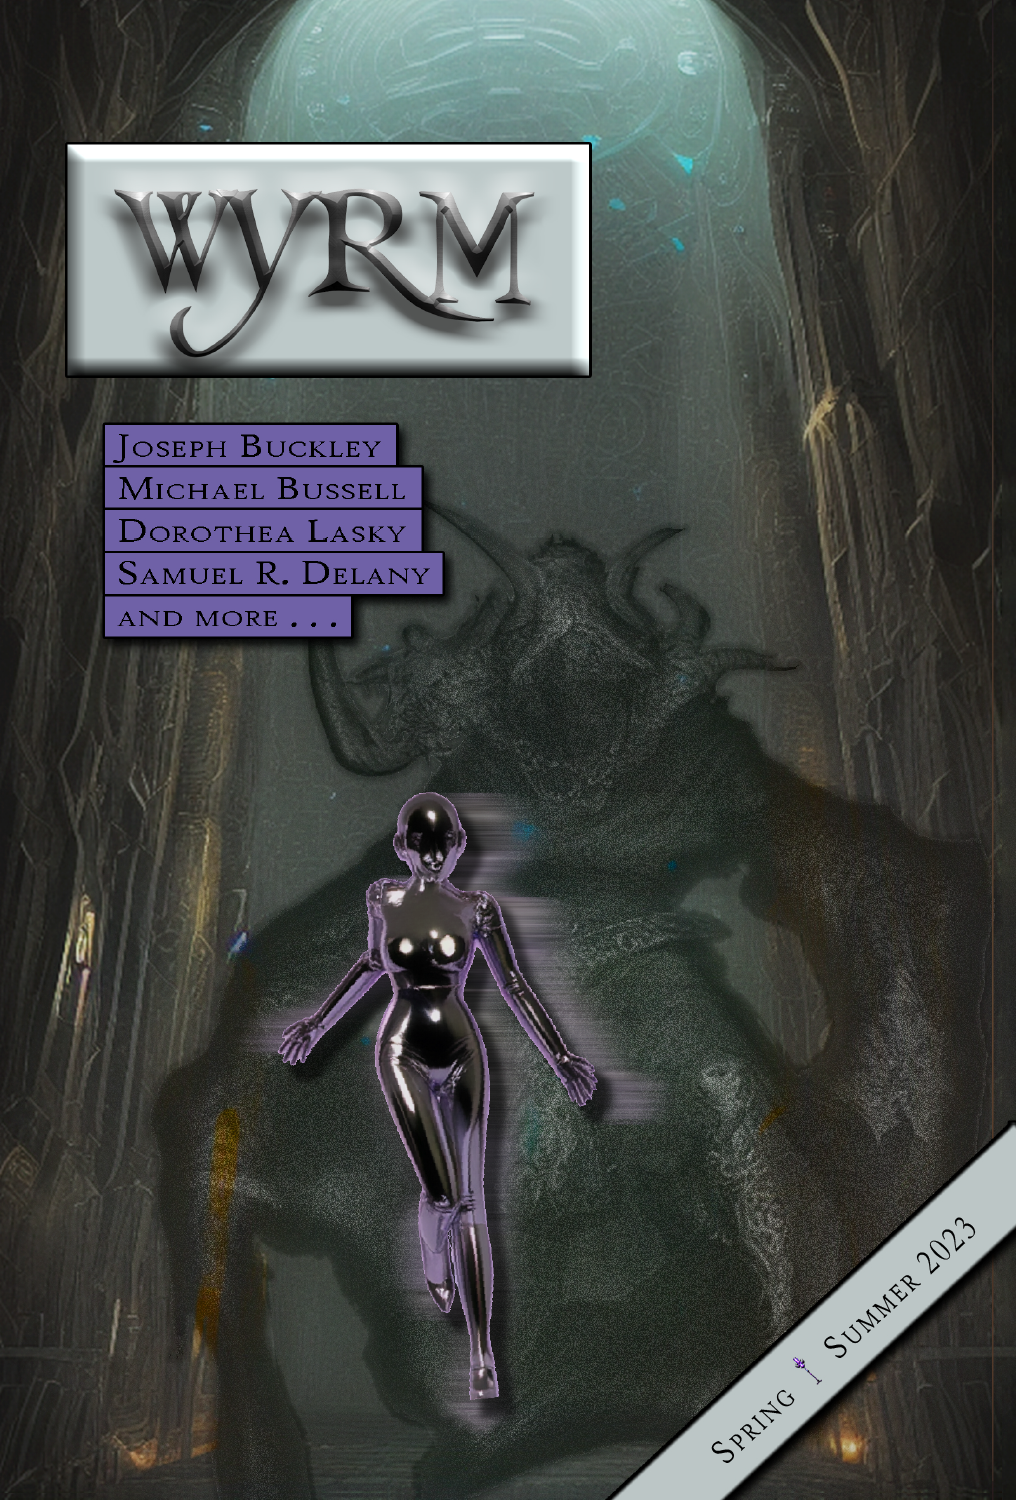 WYRM
JOSEPH BUCKLEY
MICHAEL BUSSELL
DOROTHEA LASKY
SAMUEL R. DELANY
AND MORE . . .
SPRING SUMMER 2023